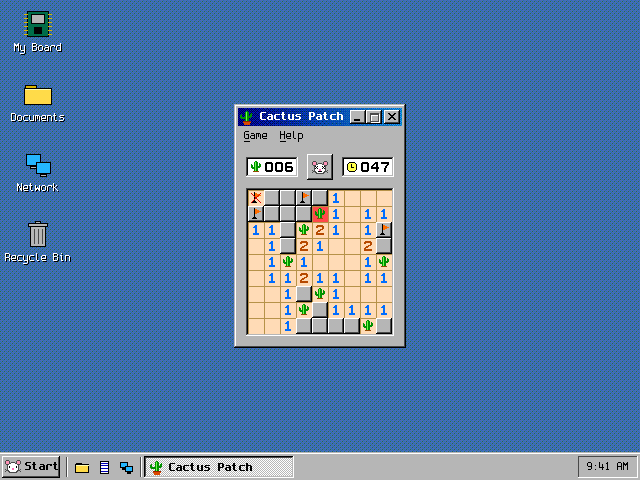 My Board
Documents
Network
Recycle Bin
Cactus Patch
Game Help
006 047
1
1 1 1
1 1 2 1 1
1 2 1 2
1 1 1
1 1 2 1 1 1 1
1 1
1 1 1 1 1
1
Start Cactus Patch 9:41 AM